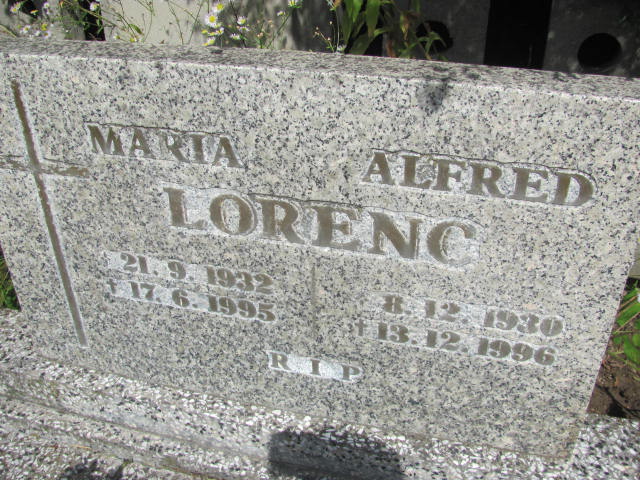 MARIA ALFRED
LORENC
21. 9. 1932 8. 12. 1930
† 17. 6. 1995 † 13. 12. 1996
R I P